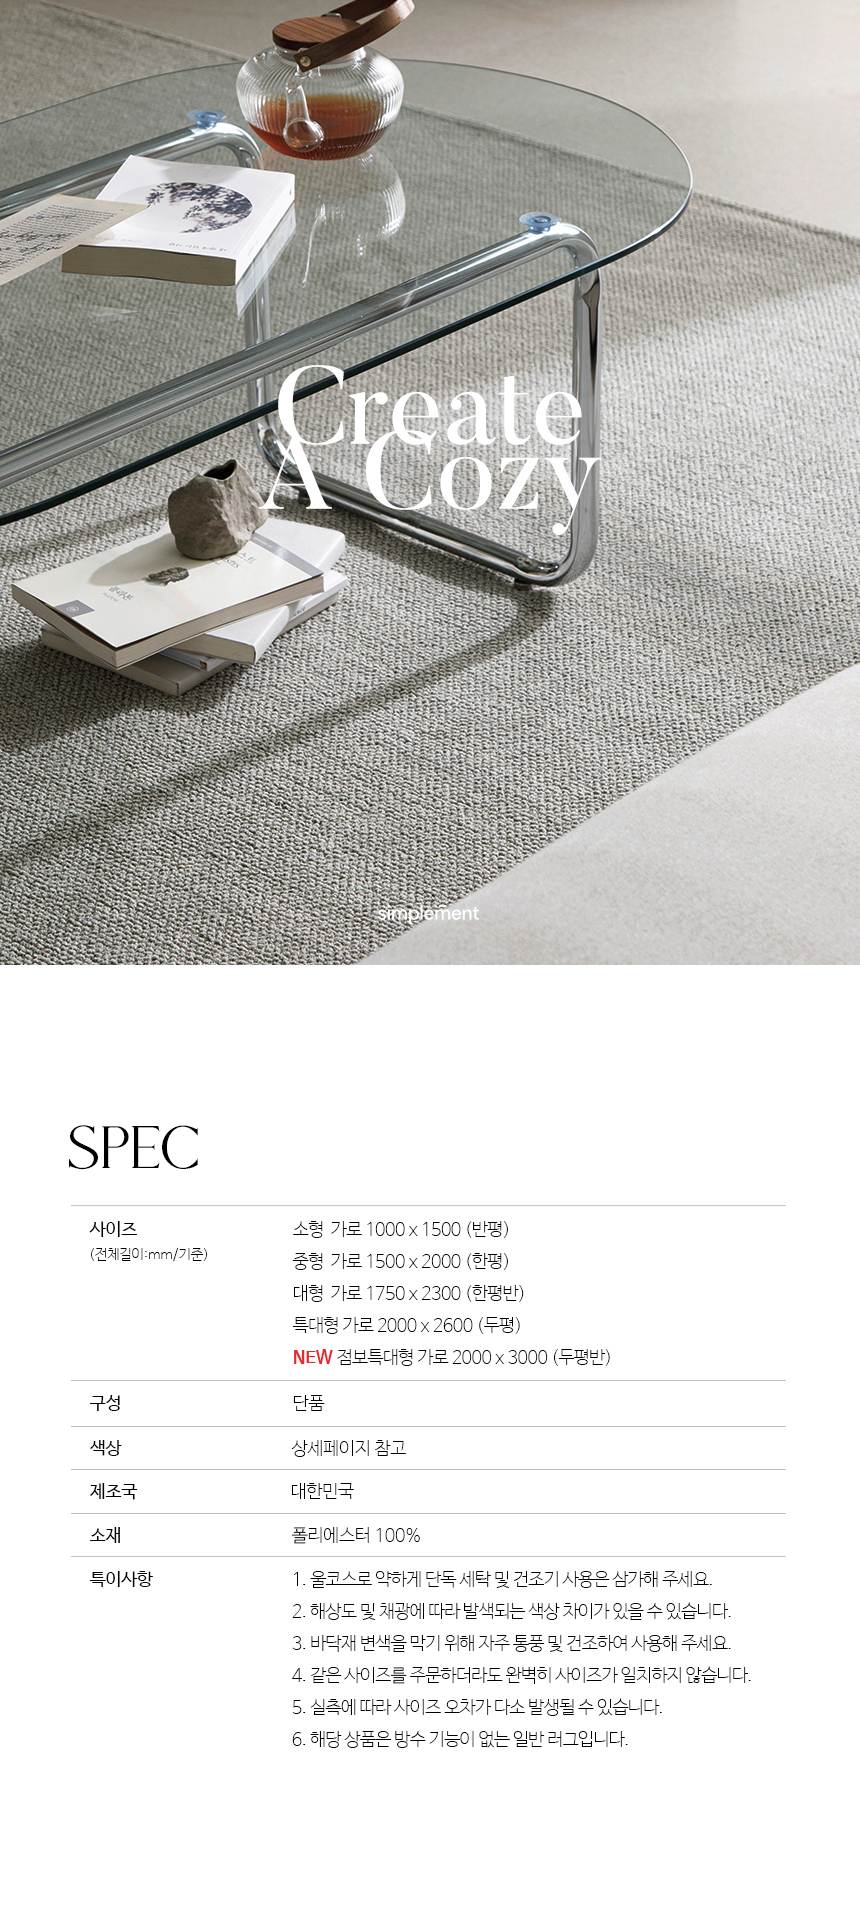 Create
A Cozy
simplement
SPEC
사이즈
(전체길이:mm/기준)
소형 가로 1000 x 1500 (반평)
중형 가로 1500 x 2000 (한평)
대형 가로 1750 x 2300 (한평반)
특대형 가로 2000 x 2600 (두평)
NEW 점보특대형 가로 2000 x 3000 (두평반)
구성
단품
색상
상세페이지 참고
제조국
대한민국
소재
폴리에스터 100%
특이사항
1. 울코스로 약하게 단독 세탁 및 건조기 사용은 삼가해 주세요.
2. 해상도 및 채광에 따라 발색되는 색상 차이가 있을 수 있습니다.
3. 바닥재 변색을 막기 위해 자주 통풍 및 건조하여 사용해 주세요.
4. 같은 사이즈를 주문하더라도 완벽히 사이즈가 일치하지 않습니다.
5. 실측에 따라 사이즈 오차가 다소 발생될 수 있습니다.
6. 해당 상품은 방수 기능이 없는 일반 러그입니다.